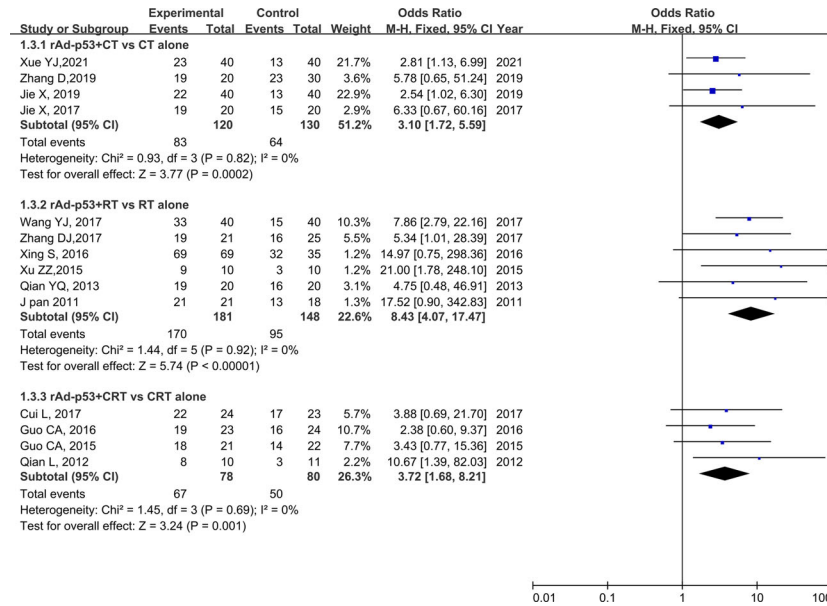 Experimental Control Odds Ratio Odds Ratio
Study or Subgroup Events Total Events Total Weight M-H, Fixed, 95% CI Year M-H, Fixed, 95% CI
1.3.1 rAd-p53+CT vs CT alone
Xue YJ,2021 23 40 13 40 21.7% 2.81 [1.13, 6.99] 2021
Zhang D,2019 19 20 23 30 3.6% 5.78 [0.65, 51.24] 2019
Jie X, 2019 22 40 13 40 22.9% 2.54 [1.02, 6.30] 2019
Jie X, 2017 19 20 15 20 2.9% 6.33 [0.67, 60.16] 2017
Subtotal (95% CI) 120 130 51.2% 3.10 [1.72, 5.59]
Total events 83 64
Heterogeneity: Chi² = 0.93, df = 3 (P = 0.82); I² = 0%
Test for overall effect: Z = 3.77 (P = 0.0002)
1.3.2 rAd-p53+RT vs RT alone
Wang YJ, 2017 33 40 15 40 10.3% 7.86 [2.79, 22.16] 2017
Zhang DJ,2017 19 21 16 25 5.5% 5.34 [1.01, 28.39] 2017
Xing S, 2016 69 69 32 35 1.2% 14.97 [0.75, 298.36] 2016
Xu ZZ,2015 9 10 3 10 1.2% 21.00 [1.78, 248.10] 2015
Qian YQ, 2013 19 20 16 20 3.1% 4.75 [0.48, 46.91] 2013
J pan 2011 21 21 13 18 1.3% 17.52 [0.90, 342.83] 2011
Subtotal (95% CI) 181 148 22.6% 8.43 [4.07, 17.47]
Total events 170 95
Heterogeneity: Chi² = 1.44, df = 5 (P = 0.92); I² = 0%
Test for overall effect: Z = 5.74 (P < 0.00001)
1.3.3 rAd-p53+CRT vs CRT alone
Cui L, 2017 22 24 17 23 5.7% 3.88 [0.69, 21.70] 2017
Guo CA, 2016 19 23 16 24 10.7% 2.38 [0.60, 9.37] 2016
Guo CA, 2015 18 21 14 22 7.7% 3.43 [0.77, 15.36] 2015
Qian L, 2012 8 10 3 11 2.2% 10.67 [1.39, 82.03] 2012
Subtotal (95% CI) 78 80 26.3% 3.72 [1.68, 8.21]
Total events 67 50
Heterogeneity: Chi² = 1.45, df = 3 (P = 0.69); I² = 0%
Test for overall effect: Z = 3.24 (P = 0.001)
0.01 0.1 1 10 100